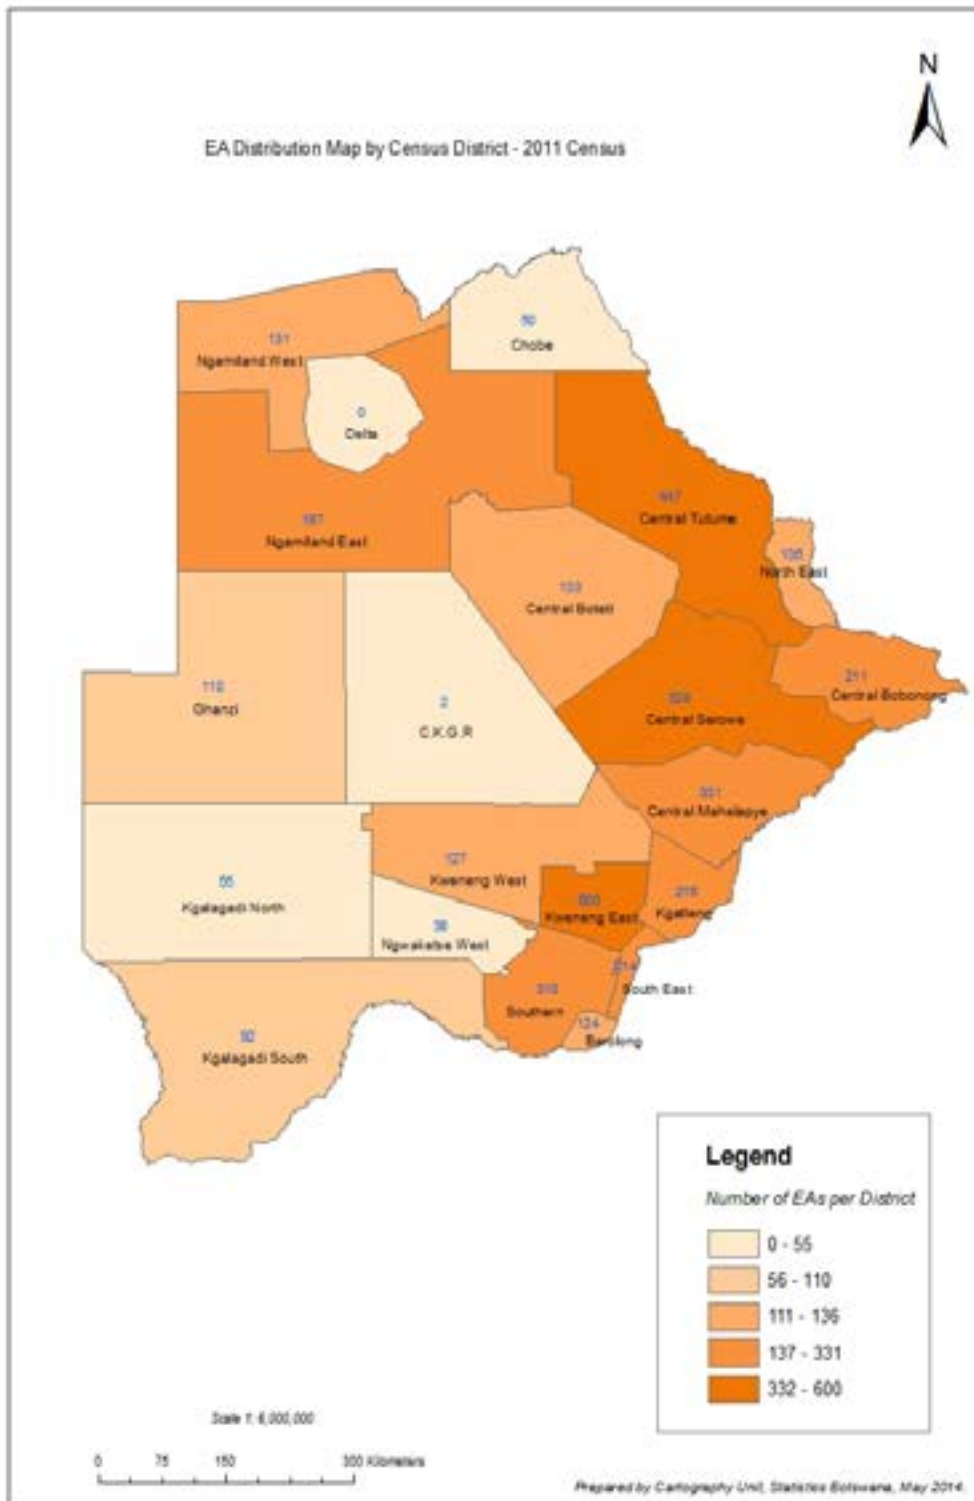 N
EA Distribution Map by Census District - 2011 Census
Chobe
131
Ngamiland West
0
Delta
Central Tutume
Ngamiland East
North East
Central Boteti
211
Central Bobonong
110
Ghanzi
2
C.K.G.R
Central Serowe
Central Mahalapye
127
Kweneng West
55
Kgalagadi North
Kweneng East
Kgatleng
Ngwaketse West
South East
Southern
124
Barolong
Kgalagadi South
Legend
Number of EAs per District
0 - 55
56 - 110
111 - 136
137 - 331
332 - 600
Scale 1: 6,000,000
0 75 150 300 Kilometers
Prepared by Cartography Unit, Statistics Botswana, May 2014.